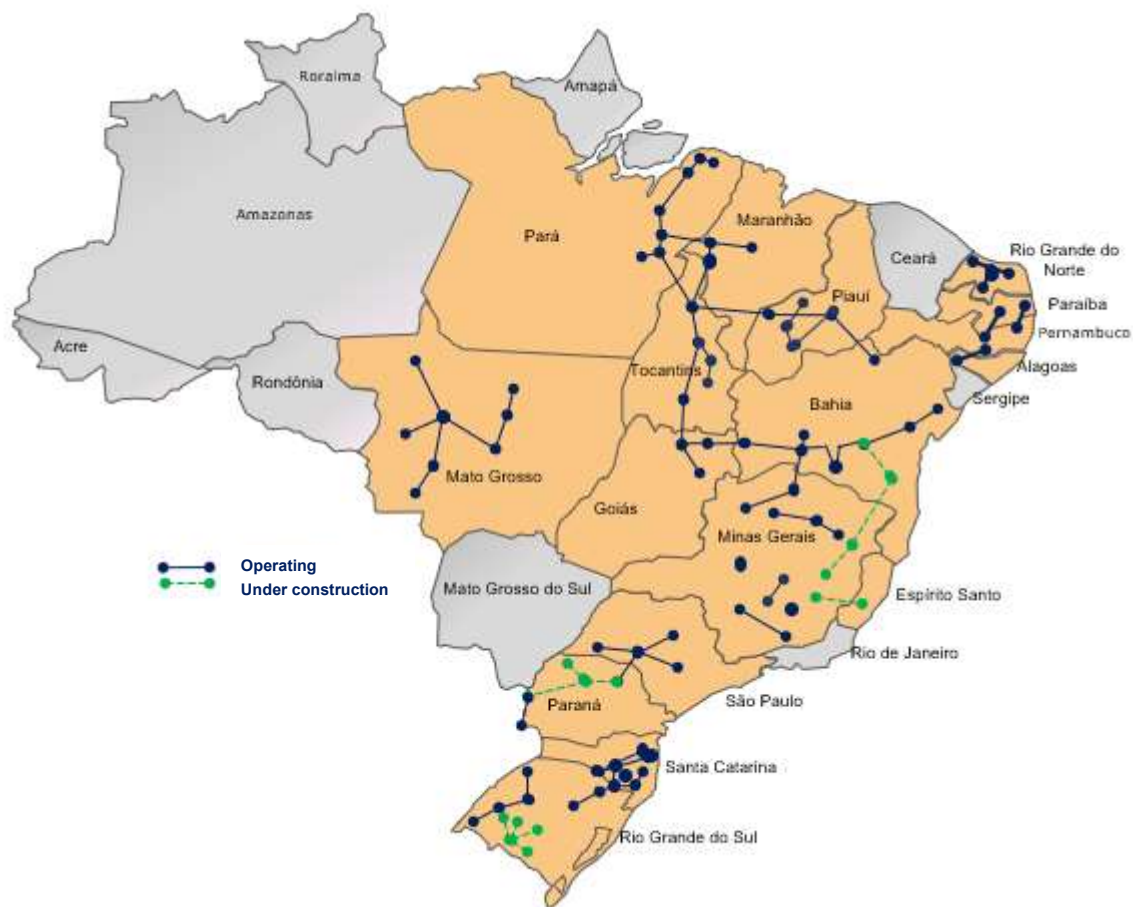 Roraima
Amapá
Amazonas
Pará
Maranhão
Ceará
Rio Grande do
Norte
Piauí
Paraíba
Pernambuco
Acre
Rondônia
Tocantins
Alagoas
Bahia
Sergipe
Mato Grosso
Goiás
Minas Gerais
Operating
Under construction
Mato Grosso do Sul
Espírito Santo
Rio de Janeiro
São Paulo
Paraná
Santa Catarina
Rio Grande do Sul